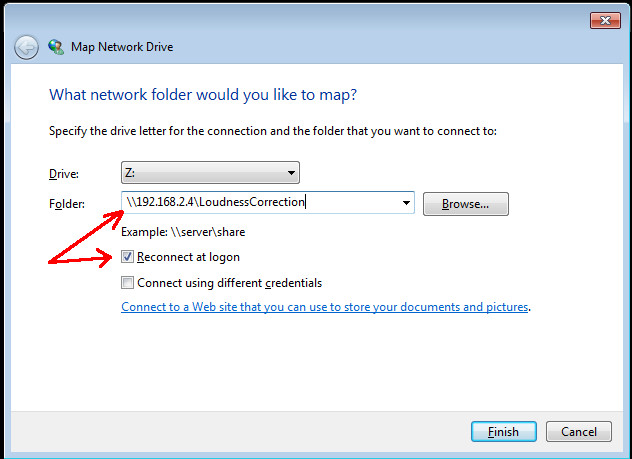 Map Network Drive
What network folder would you like to map?
Specify the drive letter for the connection and the folder that you want to connect to:
Drive: Z:
Folder: \\192.168.2.4\LoudnessCorrection Browse...
Example: \\server\share
Reconnect at logon
Connect using different credentials
Connect to a Web site that you can use to store your documents and pictures.
Finish Cancel